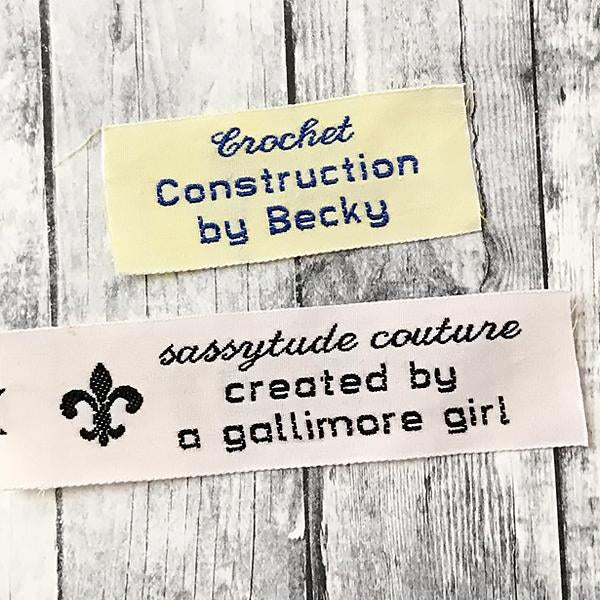 Crochet
Construction
by Becky
sassytude couture
created by
a gallimore girl